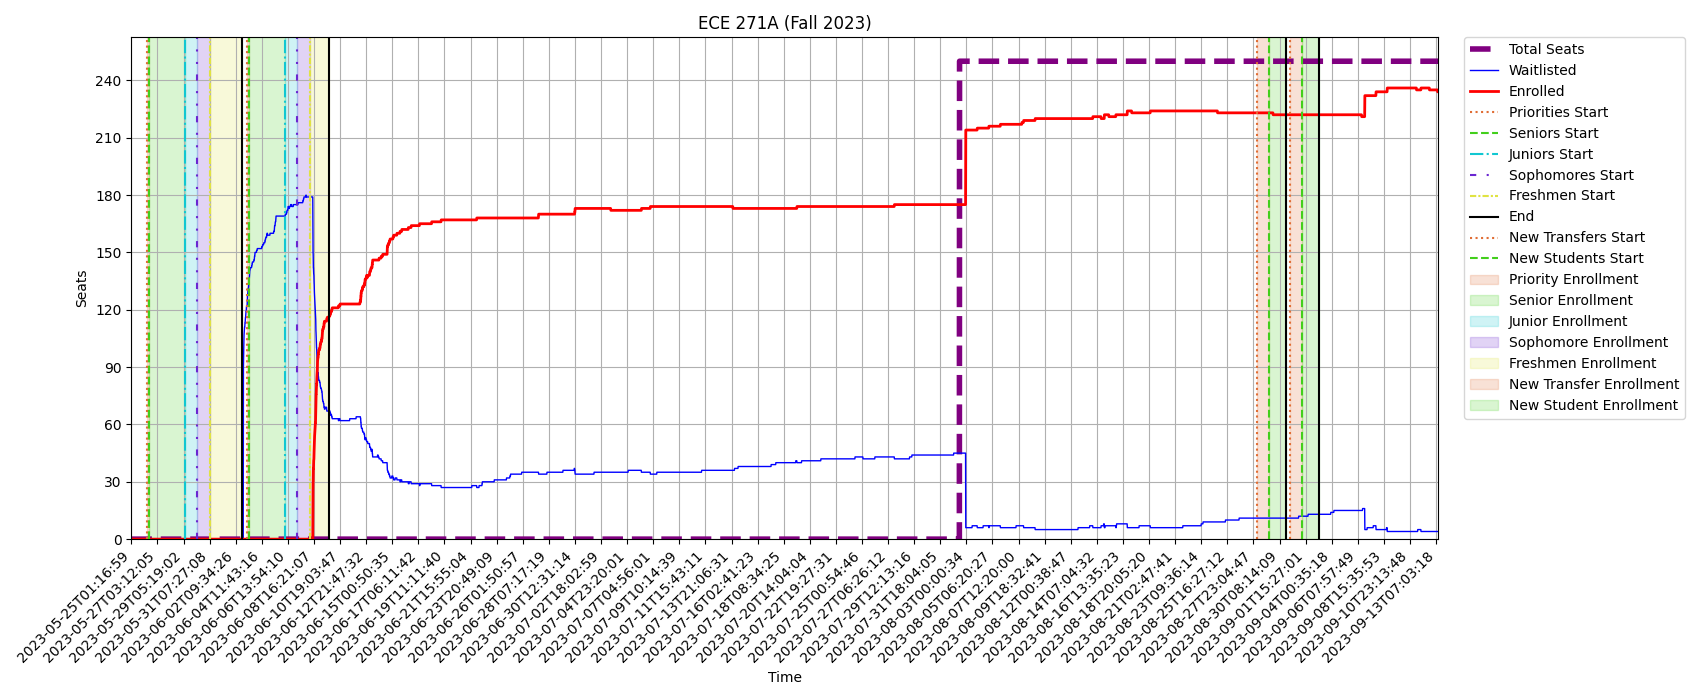 ECE 271A (Fall 2023)
Seats
240
210
180
150
120
90
60
30
0
2023-05-25T01:16:59
2023-05-27T03:12:05
2023-05-29T05:19:02
2023-05-31T07:27:08
2023-06-02T09:34:26
2023-06-04T11:43:16
2023-06-06T13:54:10
2023-06-08T16:21:07
2023-06-10T19:03:47
2023-06-12T21:47:32
2023-06-15T00:50:35
2023-06-17T06:11:42
2023-06-19T11:11:40
2023-06-21T15:55:04
2023-06-23T20:49:09
2023-06-26T01:50:57
2023-06-28T07:17:19
2023-06-30T12:31:14
2023-07-02T18:02:59
2023-07-04T23:20:01
2023-07-07T04:56:01
2023-07-09T10:14:39
2023-07-11T15:43:11
2023-07-13T21:06:31
2023-07-16T02:41:23
2023-07-18T08:34:25
2023-07-20T14:04:04
2023-07-22T19:27:31
2023-07-25T00:54:46
2023-07-27T06:26:12
2023-07-29T12:13:16
2023-07-31T18:04:05
2023-08-03T00:00:34
2023-08-05T06:20:27
2023-08-07T12:20:00
2023-08-09T18:32:41
2023-08-12T00:38:47
2023-08-14T07:04:32
2023-08-16T13:35:23
2023-08-18T20:05:20
2023-08-21T02:47:41
2023-08-23T09:36:14
2023-08-25T16:27:12
2023-08-27T23:04:47
2023-08-30T08:14:09
2023-09-01T15:27:01
2023-09-04T00:35:18
2023-09-06T07:57:49
2023-09-08T15:35:53
2023-09-10T23:13:48
2023-09-13T07:03:18
Time
Total Seats
Waitlisted
Enrolled
Priorities Start
Seniors Start
Juniors Start
Sophomores Start
Freshmen Start
End
New Transfers Start
New Students Start
Priority Enrollment
Senior Enrollment
Junior Enrollment
Sophomore Enrollment
Freshmen Enrollment
New Transfer Enrollment
New Student Enrollment